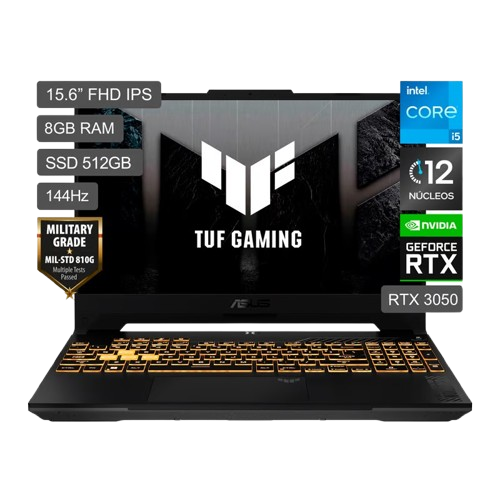 15.6” FHD IPS
8GB RAM
SSD 512GB
144Hz
MILITARY
GRADE
MIL-STD 810G
Multiple Tests
Passed
TUF GAMING
ASUS
intel
CORE
i5
12
NÚCLEOS
NVIDIA
GEFORCE
RTX
RTX 3050